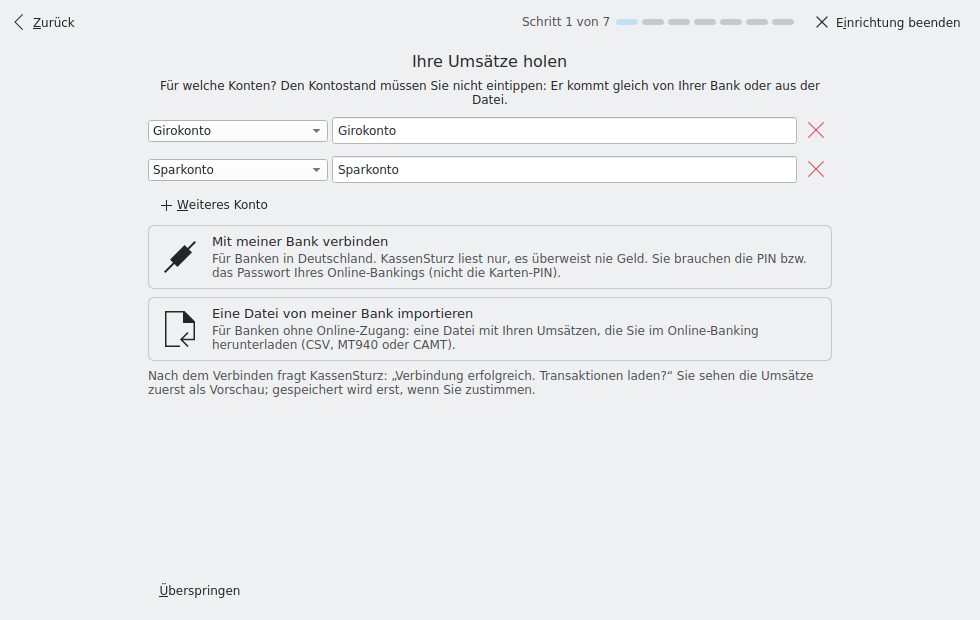 Zurück
Schritt 1 von 7
Einrichtung beenden
Ihre Umsätze holen
Für welche Konten? Den Kontostand müssen Sie nicht eintippen: Er kommt gleich von Ihrer Bank oder aus der
Datei.
Girokonto
Girokonto
Sparkonto
Sparkonto
Weiteres Konto
Mit meiner Bank verbinden
Für Banken in Deutschland. KassenSturz liest nur, es überweist nie Geld. Sie brauchen die PIN bzw.
das Passwort Ihres Online-Bankings (nicht die Karten-PIN).
Eine Datei von meiner Bank importieren
Für Banken ohne Online-Zugang: eine Datei mit Ihren Umsätzen, die Sie im Online-Banking
herunterladen (CSV, MT940 oder CAMT).
Nach dem Verbinden fragt KassenSturz: „Verbindung erfolgreich. Transaktionen laden?“ Sie sehen die Umsätze
zuerst als Vorschau; gespeichert wird erst, wenn Sie zustimmen.
Überspringen